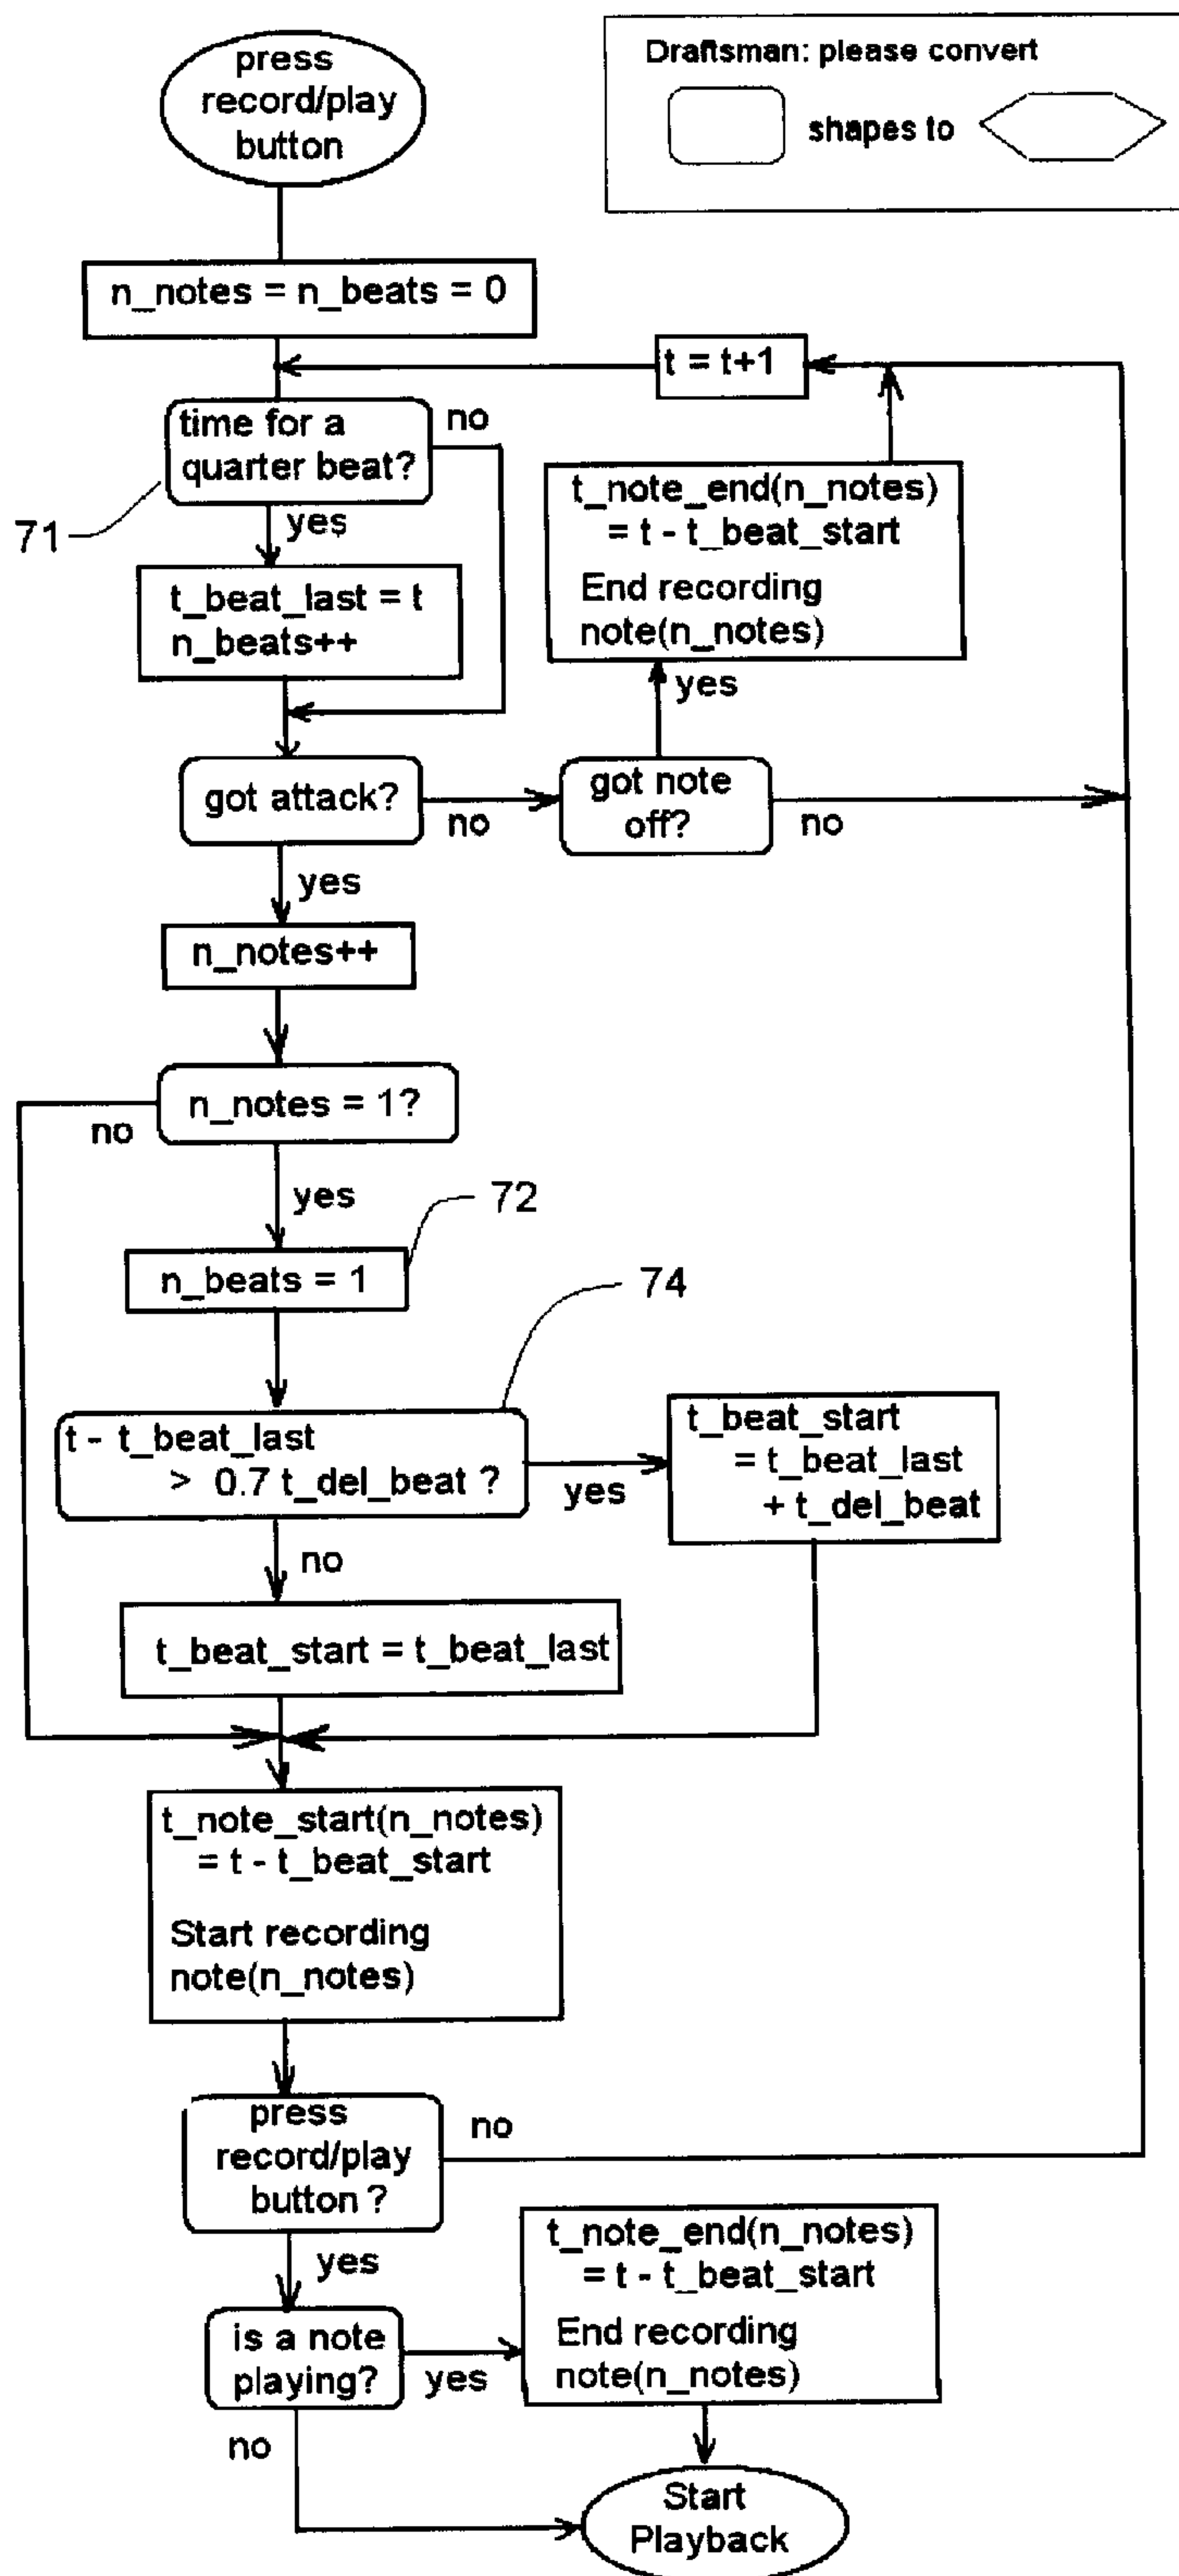 press
record/play
button
Draftsman: please convert
shapes to
n_notes = n_beats = 0
t = t+1
time for a
quarter beat?
no
71
yes
t_beat_last = t
n_beats++
t_note_end(n_notes)
= t - t_beat_start
End recording
note(n_notes)
yes
got attack?
no
got note
off?
no
yes
n_notes++
n_notes = 1?
no
yes
72
n_beats = 1
74
t - t_beat_last
> 0.7 t_del_beat ?
yes
t_beat_start
= t_beat_last
+ t_del_beat
no
t_beat_start = t_beat_last
t_note_start(n_notes)
= t - t_beat_start
Start recording
note(n_notes)
press
record/play
button ?
no
yes
t_note_end(n_notes)
= t - t_beat_start
End recording
note(n_notes)
is a note
playing?
yes
no
Start
Playback